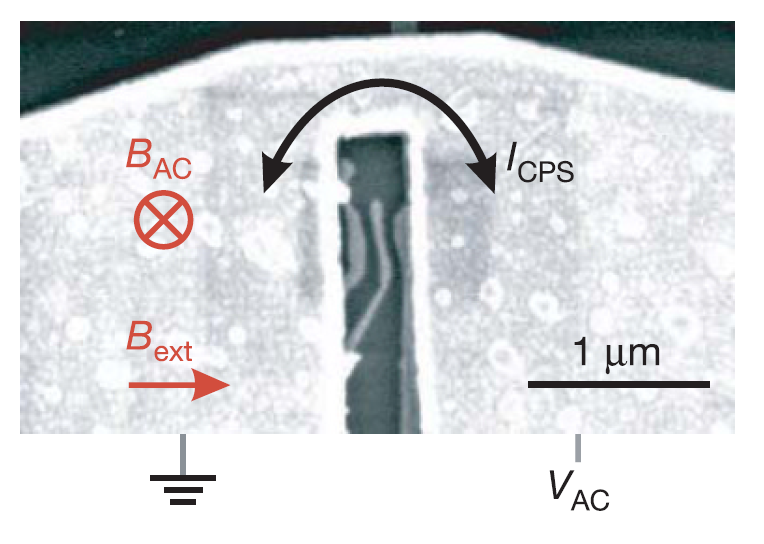 B_AC
I_CPS
B_ext
1 μm
V_AC